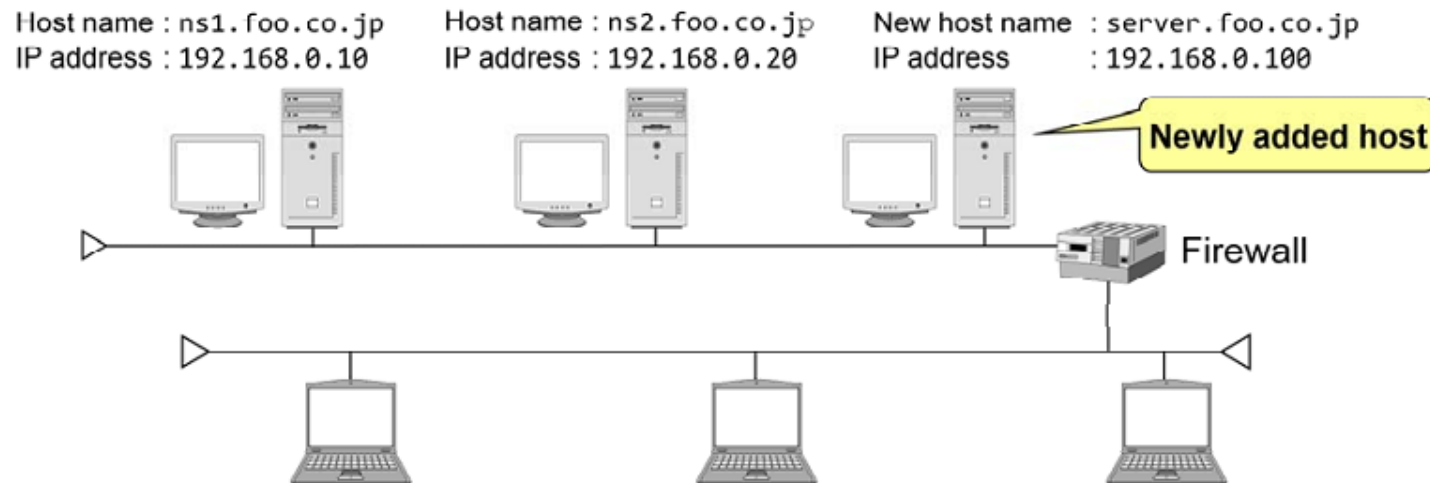 Host name : ns1.foo.co.jp
IP address : 192.168.0.10
Host name : ns2.foo.co.jp
IP address : 192.168.0.20
New host name : server.foo.co.jp
IP address : 192.168.0.100
Newly added host
Firewall